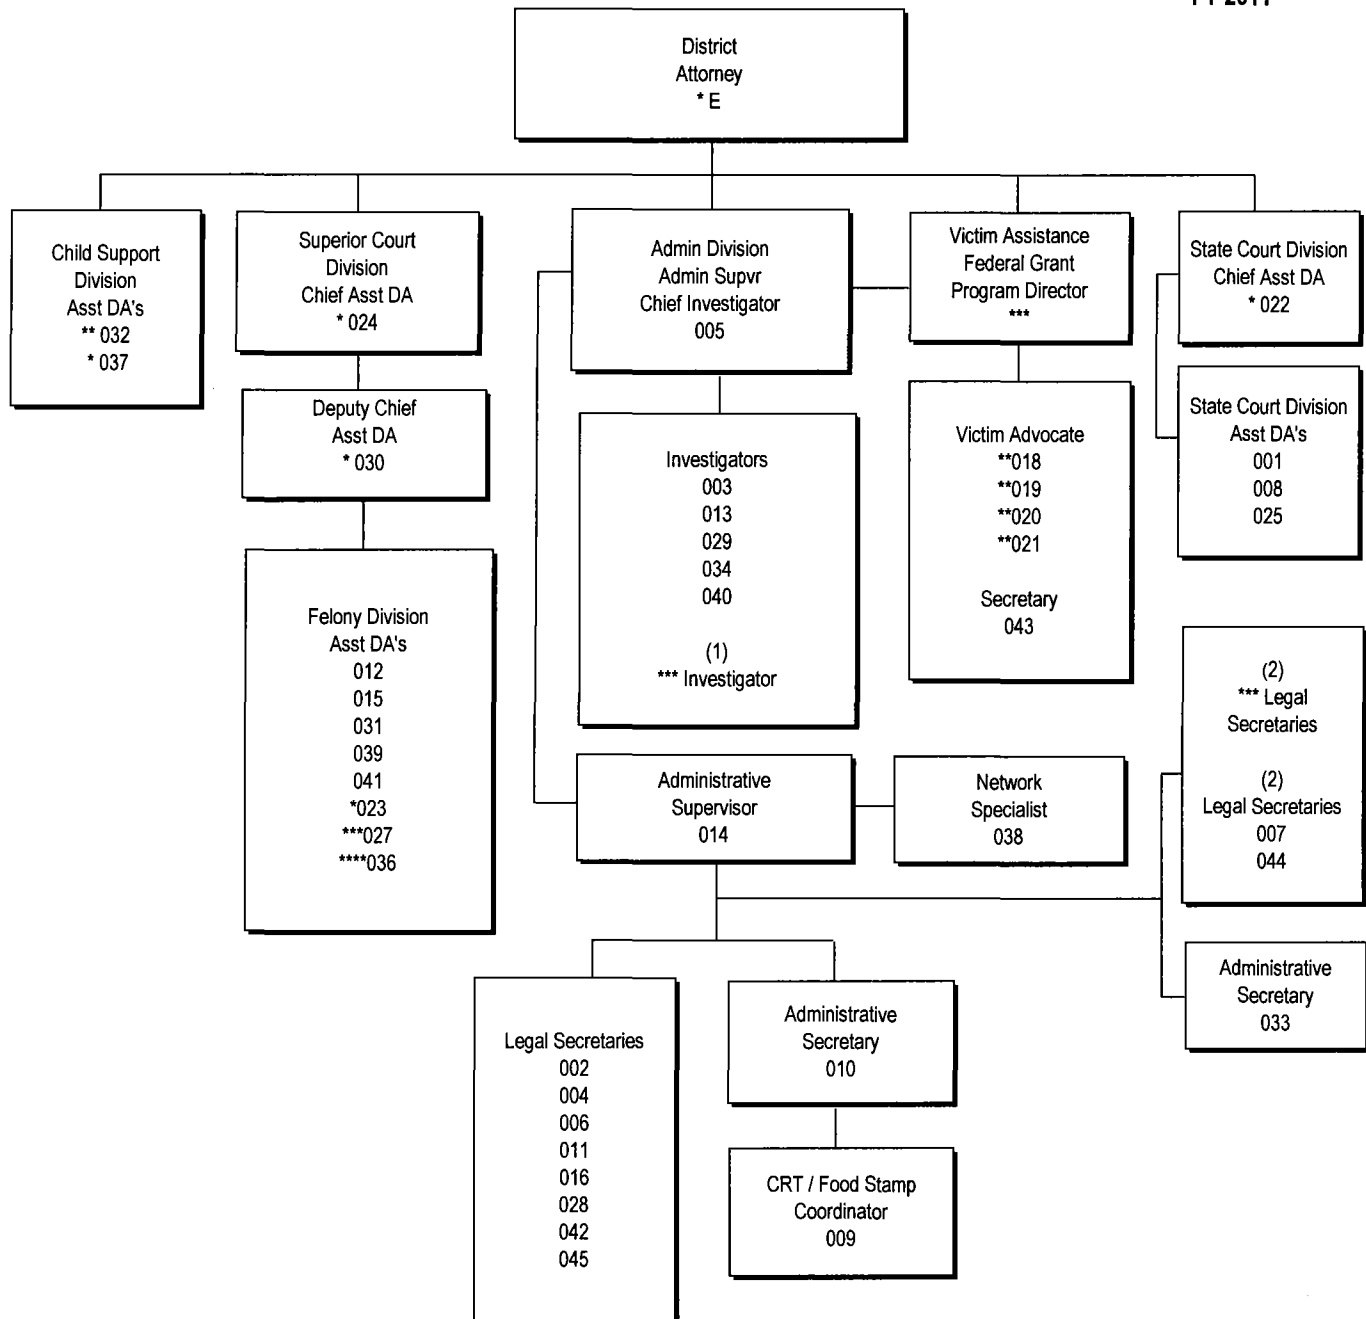 District
Attorney
* E
Child Support
Division
Asst DA's
** 032
* 037
Superior Court
Division
Chief Asst DA
* 024
Admin Division
Admin Supvr
Chief Investigator
005
Victim Assistance
Federal Grant
Program Director
***
State Court Division
Chief Asst DA
* 022
Deputy Chief
Asst DA
* 030
Investigators
003
013
029
034
040
(1)
*** Investigator
Victim Advocate
**018
**019
**020
**021
Secretary
043
State Court Division
Asst DA's
001
008
025
Felony Division
Asst DA's
012
015
031
039
041
*023
***027
****036
(2)
*** Legal
Secretaries
(2)
Legal Secretaries
007
044
Administrative
Supervisor
014
Network
Specialist
038
Administrative
Secretary
033
Legal Secretaries
002
004
006
011
016
028
042
045
Administrative
Secretary
010
CRT / Food Stamp
Coordinator
009